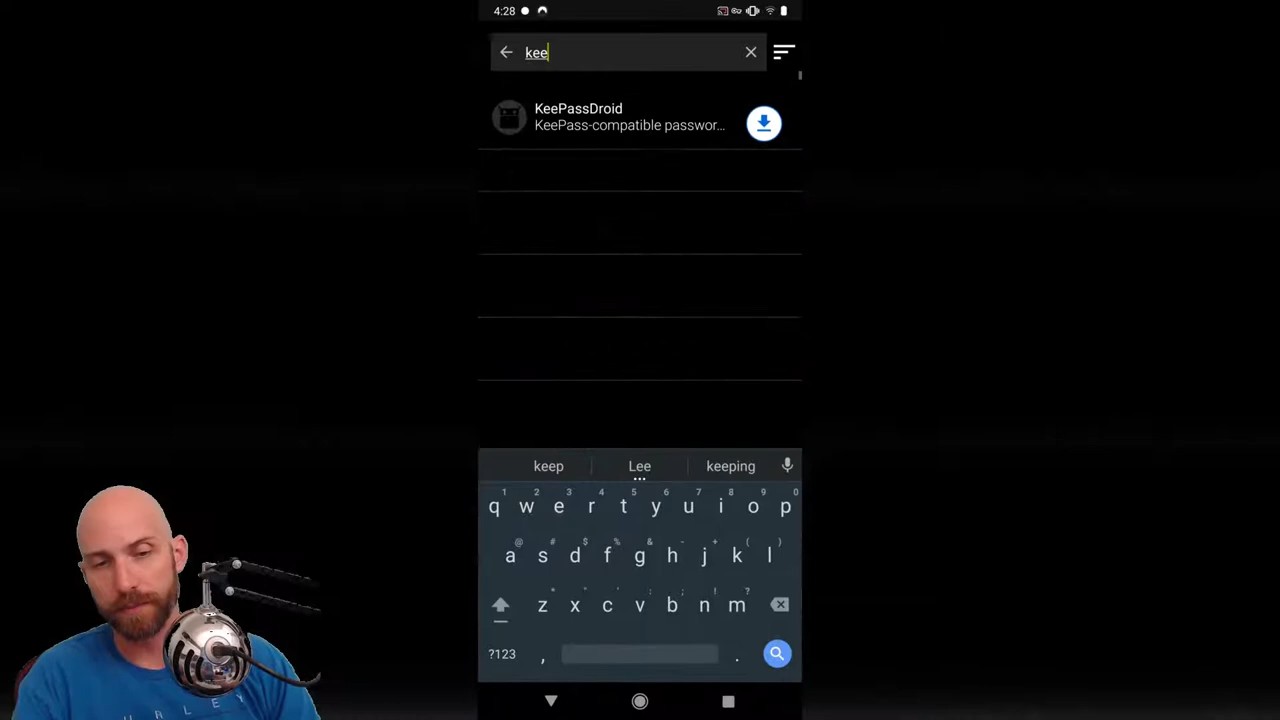 4:28
kee
KeePassDroid
KeePass-compatible passwor...
keep Lee keeping
1 2 3 4 5 6 7 8 9 0
q w e r t y u i o p
@ # $ % & - + ( )
a s d f g h j k l
* " ' : ; ! ?
z x c v b n m
?123 , .
URLEY